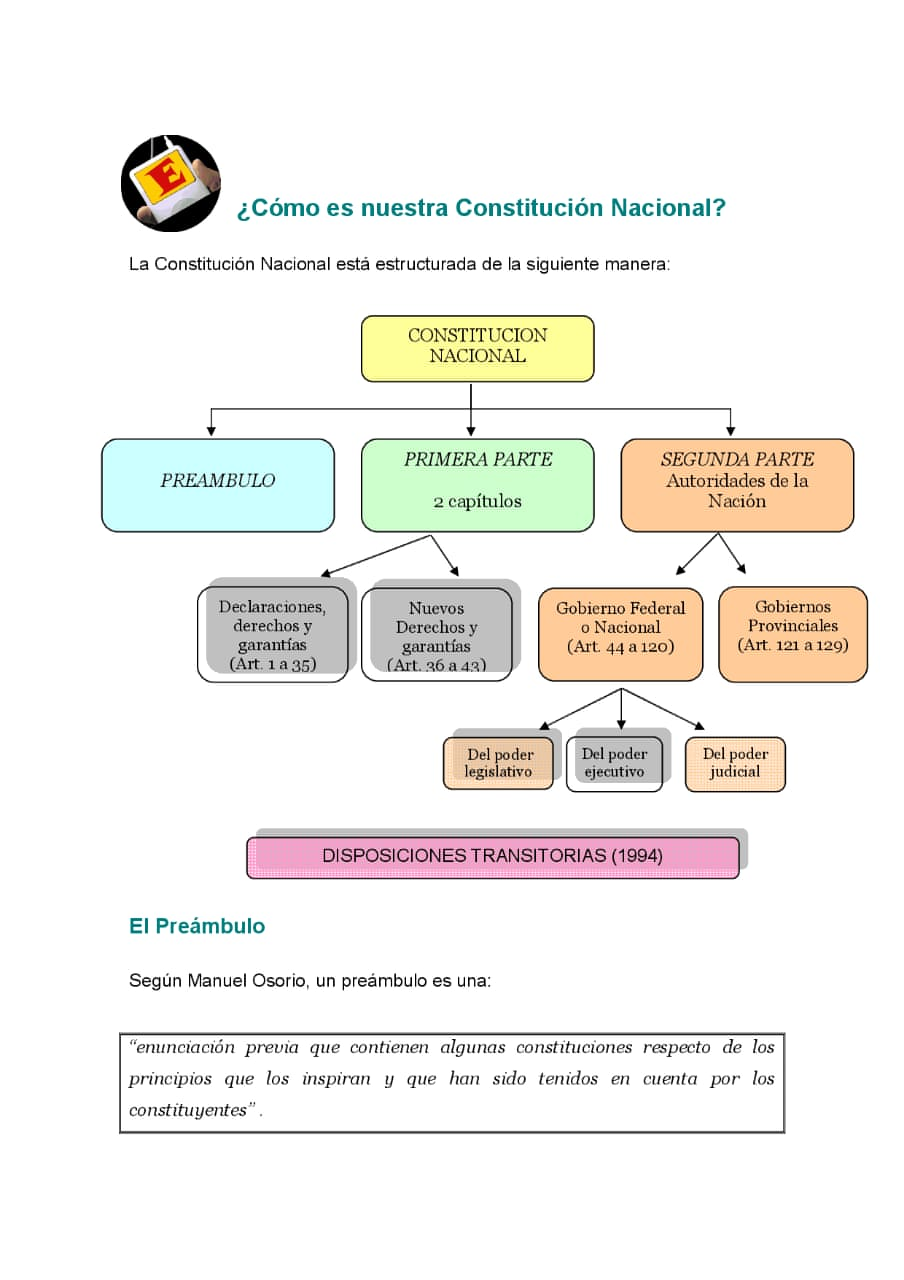 E
¿Cómo es nuestra Constitución Nacional?
La Constitución Nacional está estructurada de la siguiente manera:
CONSTITUCION
NACIONAL
PREAMBULO
PRIMERA PARTE
2 capítulos
SEGUNDA PARTE
Autoridades de la
Nación
Declaraciones,
derechos y
garantías
(Art. 1 a 35)
Nuevos
Derechos y
garantías
(Art. 36 a 43)
Gobierno Federal
o Nacional
(Art. 44 a 120)
Gobiernos
Provinciales
(Art. 121 a 129)
Del poder
legislativo
Del poder
ejecutivo
Del poder
judicial
DISPOSICIONES TRANSITORIAS (1994)
El Preámbulo
Según Manuel Osorio, un preámbulo es una:
“enunciación previa que contienen algunas constituciones respecto de los
principios que los inspiran y que han sido tenidos en cuenta por los
constituyentes” .